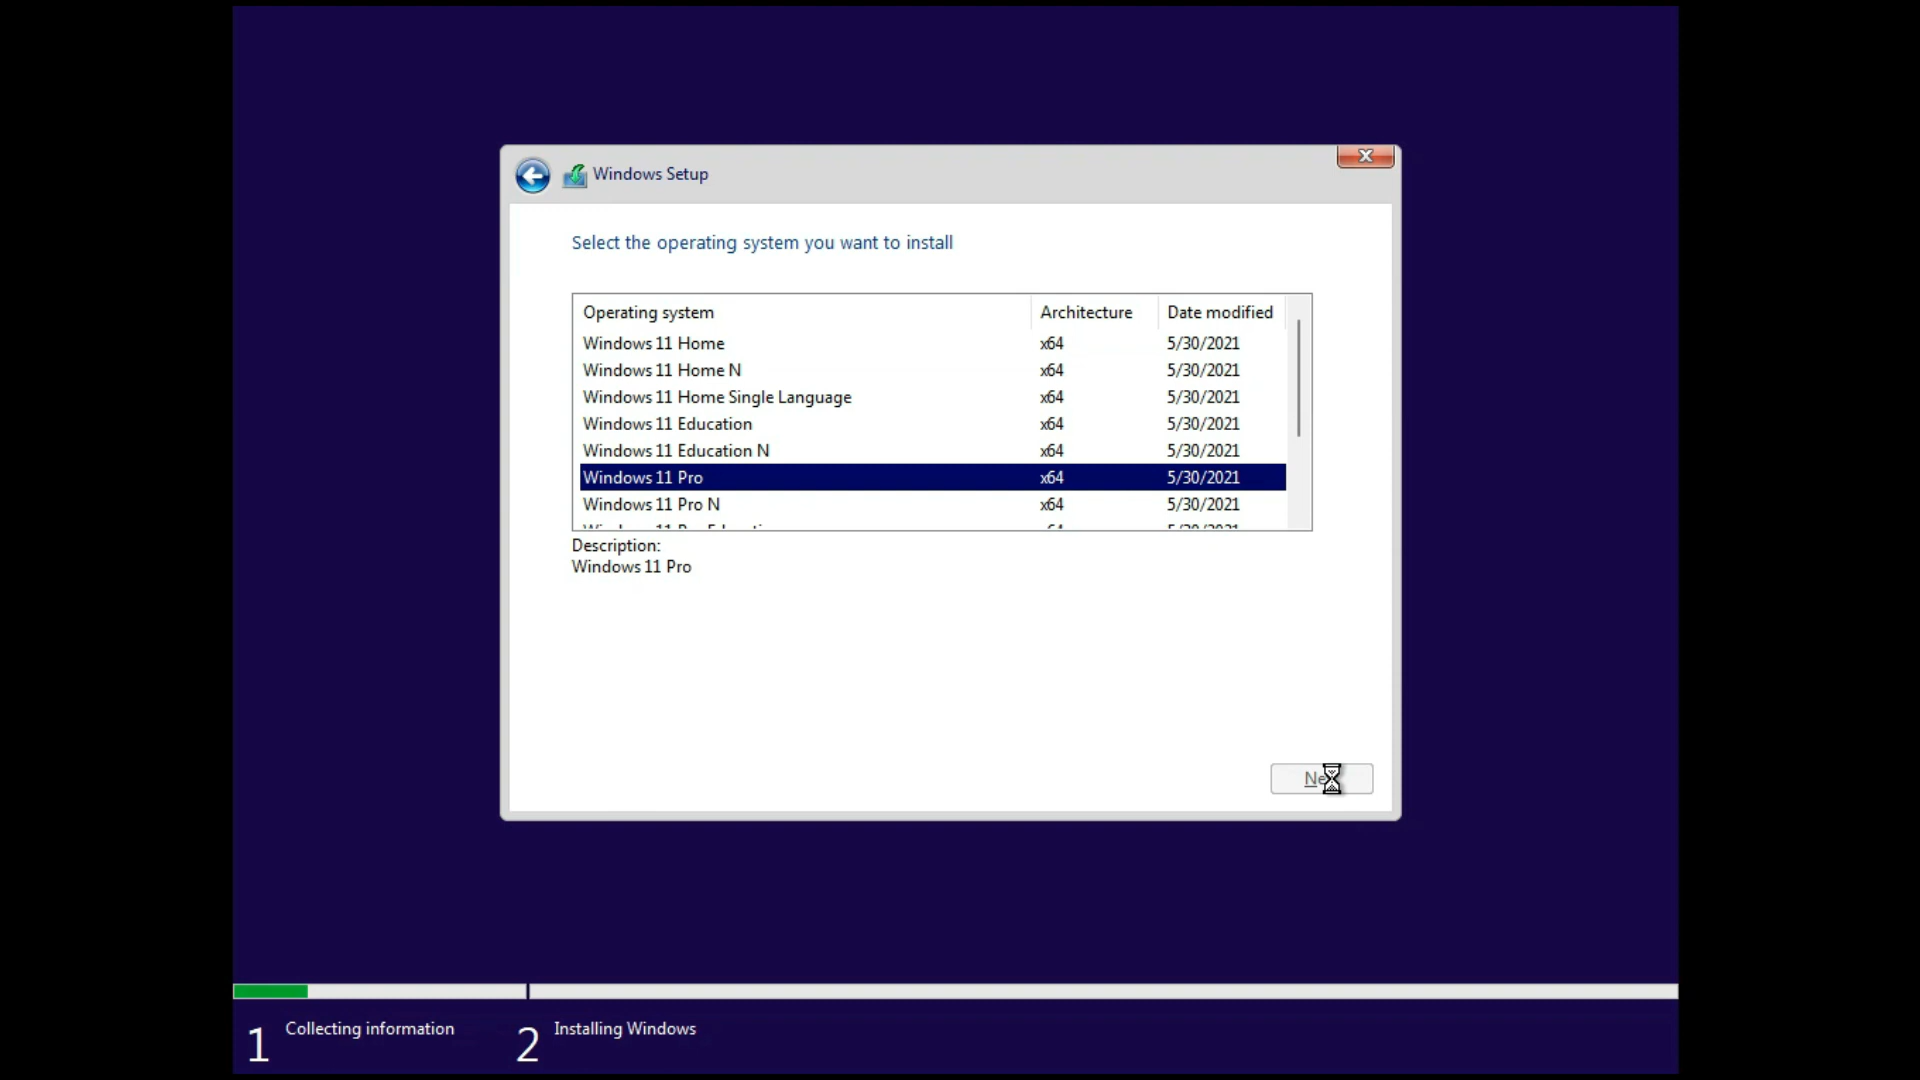 Windows Setup
Select the operating system you want to install
Operating system Architecture Date modified
Windows 11 Home x64 5/30/2021
Windows 11 Home N x64 5/30/2021
Windows 11 Home Single Language x64 5/30/2021
Windows 11 Education x64 5/30/2021
Windows 11 Education N x64 5/30/2021
Windows 11 Pro x64 5/30/2021
Windows 11 Pro N x64 5/30/2021
Description:
Windows 11 Pro
1 Collecting information 2 Installing Windows